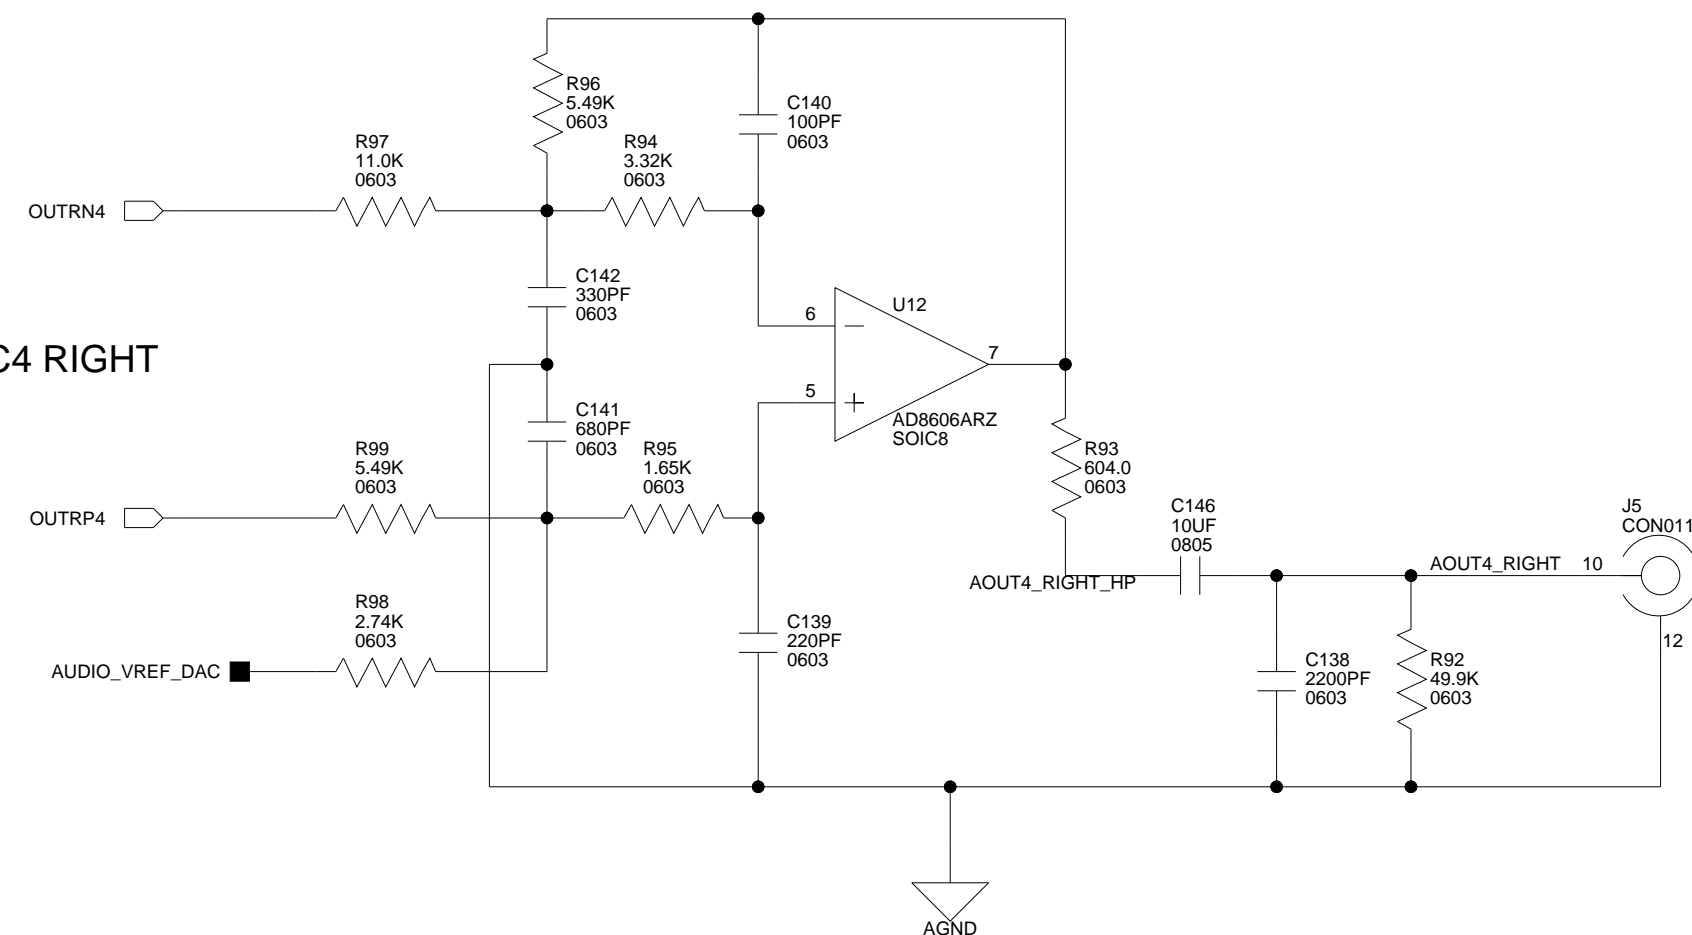 R96
5.49K
0603
C140
100PF
0603
R97
11.0K
0603
R94
3.32K
0603
OUTRN4
C142
330PF
0603
6
U12
C4 RIGHT
7
5
AD8606ARZ
SOIC8
C141
680PF
0603
R99
5.49K
0603
R95
1.65K
0603
R93
604.0
0603
OUTRP4
C146
10UF
0805
J5
CON011
AOUT4_RIGHT_HP
AOUT4_RIGHT
10
R98
2.74K
0603
C139
220PF
0603
12
AUDIO_VREF_DAC
C138
2200PF
0603
R92
49.9K
0603
AGND